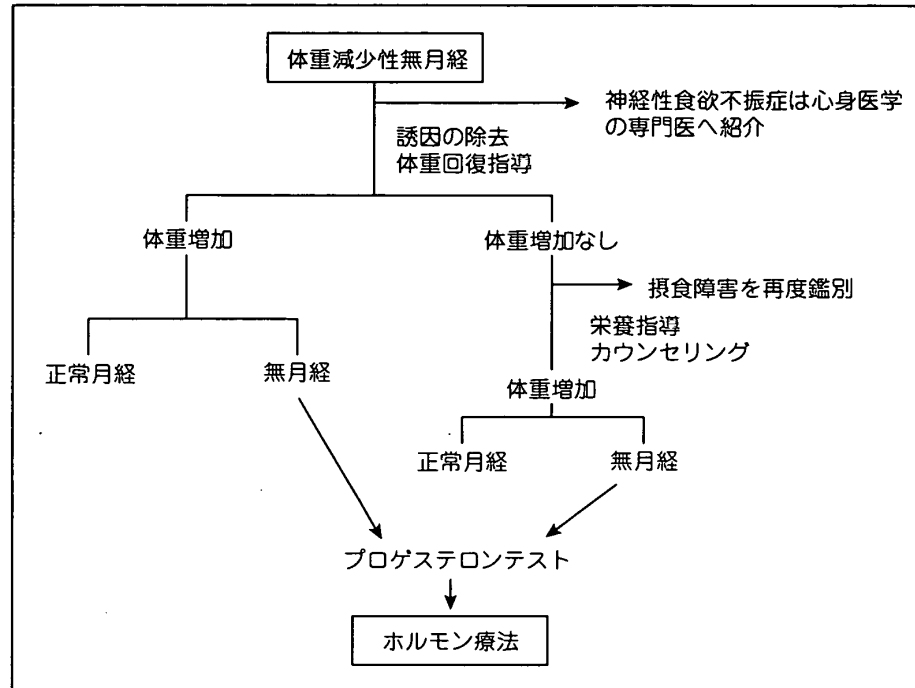 体重減少性無月経
神経性食欲不振症は心身医学
の専門医へ紹介
誘因の除去
体重回復指導
体重増加
体重増加なし
摂食障害を再度鑑別
栄養指導
カウンセリング
正常月経
無月経
体重増加
正常月経
無月経
プロゲステロンテスト
ホルモン療法